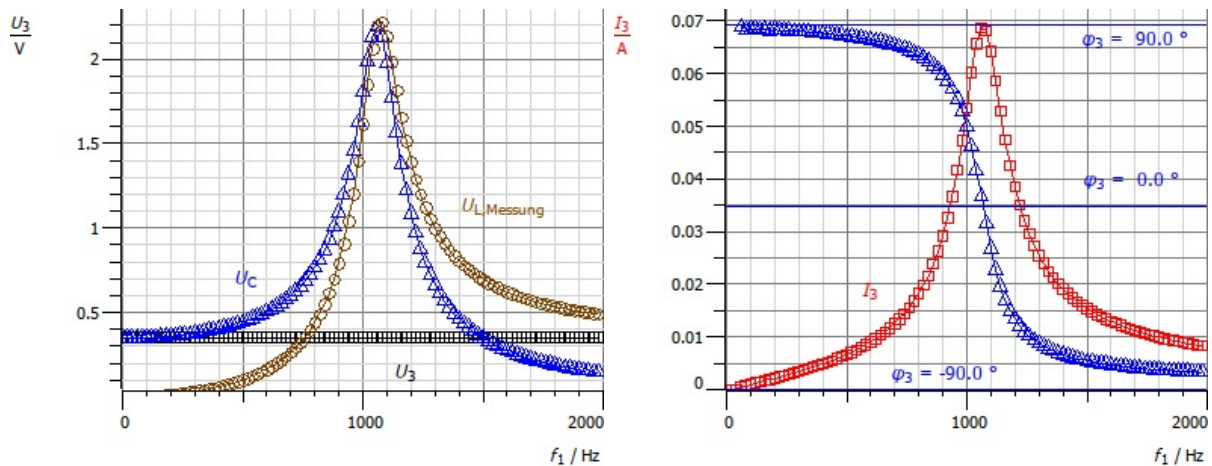 U₃
V
2
1.5
1
0.5
U_L,Messung
U_C
U₃
0
1000
2000
f₁ / Hz
I₃
A
0.07
0.06
0.05
0.04
0.03
0.02
0.01
0
φ₃ = 90.0 °
φ₃ = 0.0 °
I₃
φ₃ = -90.0 °
0
1000
2000
f₁ / Hz